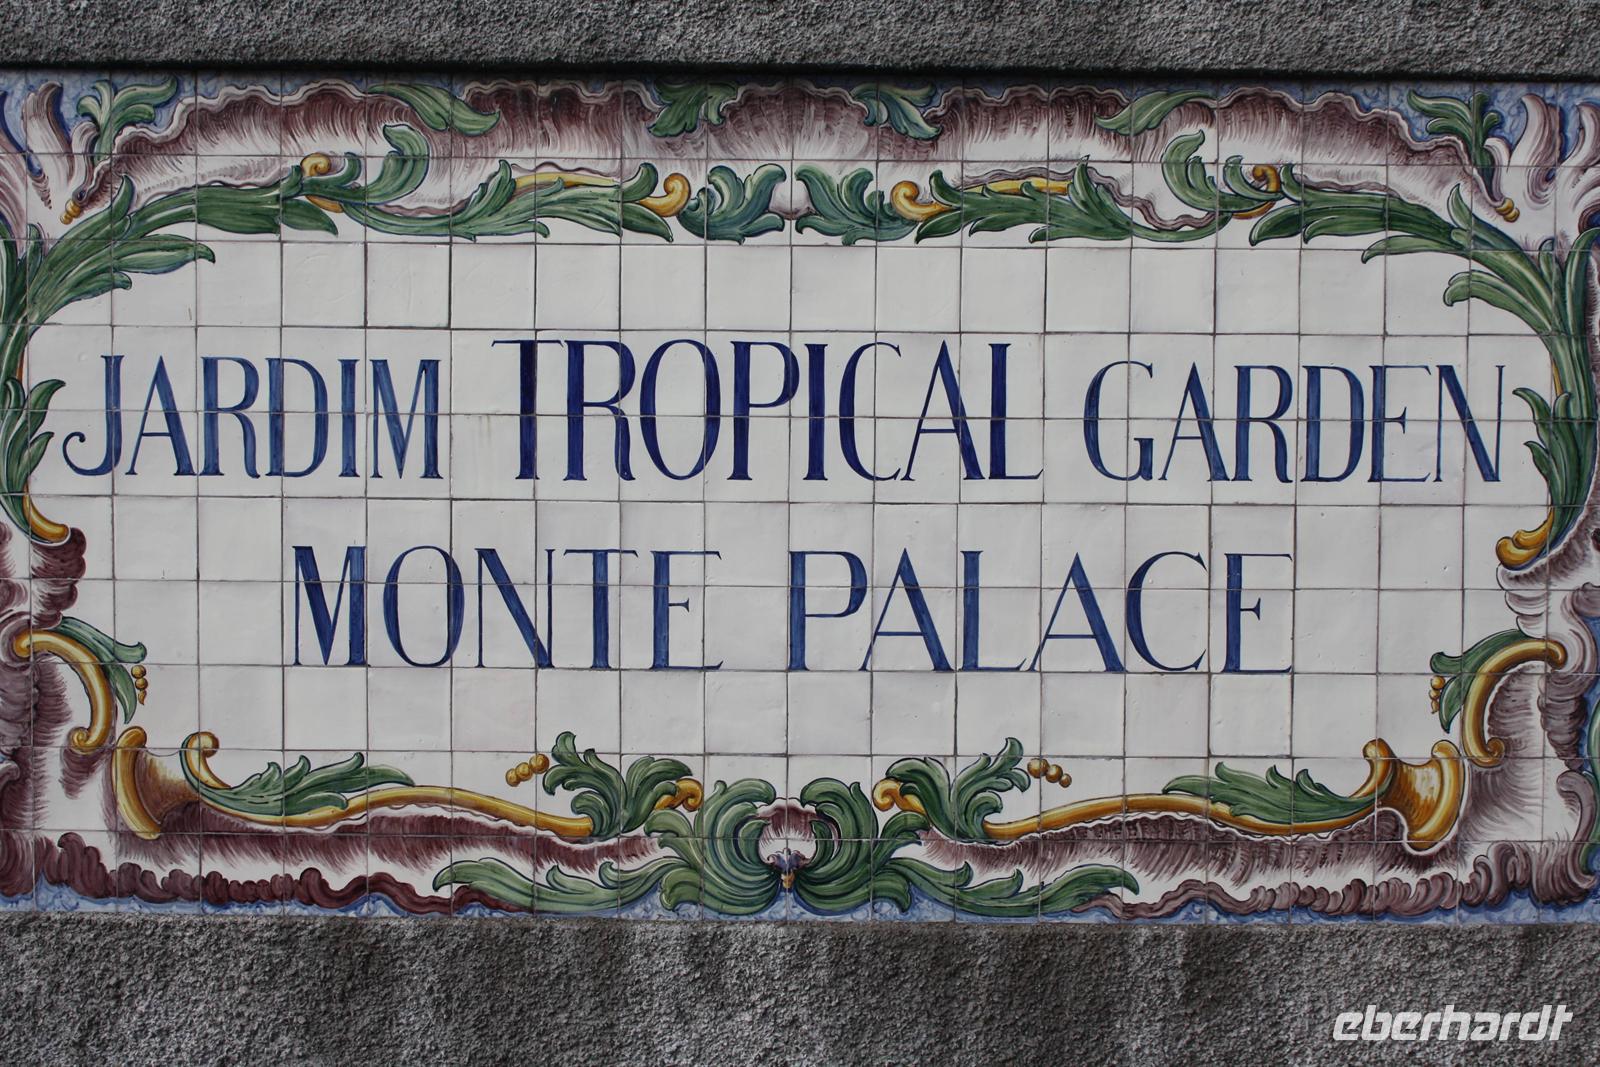 JARDIM TROPICAL GARDEN
MONTE PALACE
eberhardt